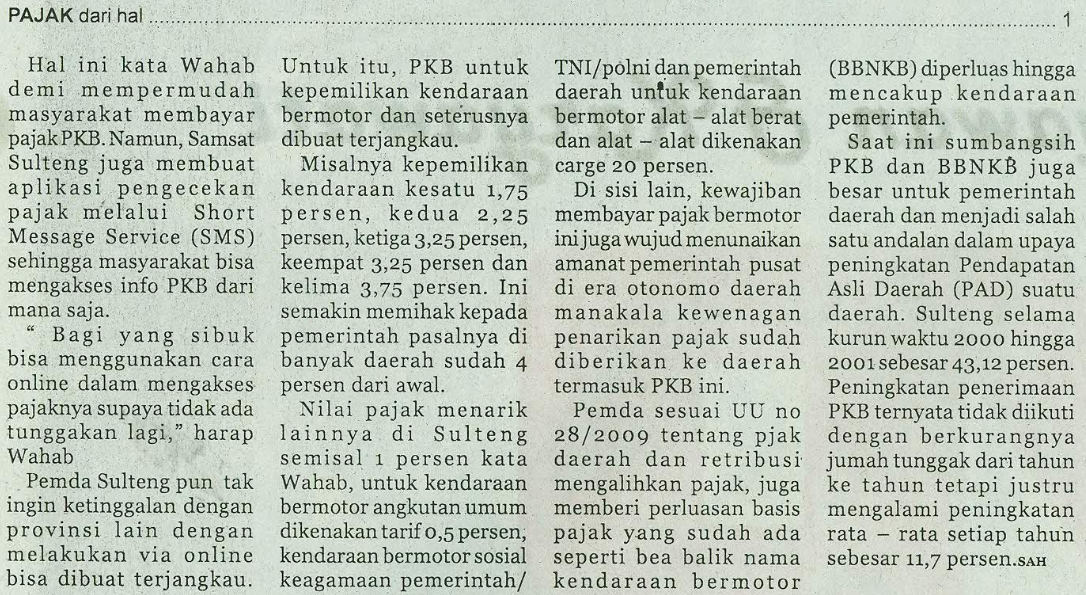 PAJAK dari hal ........................................................................ 1
Hal ini kata Wahab
demi mempermudah
masyarakat membayar
pajak PKB. Namun, Samsat
Sulteng juga membuat
aplikasi pengecekan
pajak melalui Short
Message Service (SMS)
sehingga masyarakat bisa
mengakses info PKB dari
mana saja.
“ Bagi yang sibuk
bisa menggunakan cara
online dalam mengakses
pajaknya supaya tidak ada
tunggakan lagi,” harap
Wahab
Pemda Sulteng pun tak
ingin ketinggalan dengan
provinsi lain dengan
melakukan via online
bisa dibuat terjangkau.
Untuk itu, PKB untuk
kepemilikan kendaraan
bermotor dan seterusnya
dibuat terjangkau.
Misalnya kepemilikan
kendaraan kesatu 1,75
persen, kedua 2,25
persen, ketiga 3,25 persen,
keempat 3,25 persen dan
kelima 3,75 persen. Ini
semakin memihak kepada
pemerintah pasalnya di
banyak daerah sudah 4
persen dari awal.
Nilai pajak menarik
lainnya di Sulteng
semisal 1 persen kata
Wahab, untuk kendaraan
bermotor angkutan umum
dikenakan tarif 0,5 persen,
kendaraan bermotor sosial
keagamaan pemerintah/
TNI/polni dan pemerintah
daerah untuk kendaraan
bermotor alat – alat berat
dan alat – alat dikenakan
carge 20 persen.
Di sisi lain, kewajiban
membayar pajak bermotor
ini juga wujud menunaikan
amanat pemerintah pusat
di era otonomo daerah
manakala kewenagan
penarikan pajak sudah
diberikan ke daerah
termasuk PKB ini.
Pemda sesuai UU no
28/2009 tentang pjak
daerah dan retribusi
mengalihkan pajak, juga
memberi perluasan basis
pajak yang sudah ada
seperti bea balik nama
kendaraan bermotor
(BBNKB) diperluas hingga
mencakup kendaraan
pemerintah.
Saat ini sumbangsih
PKB dan BBNKB juga
besar untuk pemerintah
daerah dan menjadi salah
satu andalan dalam upaya
peningkatan Pendapatan
Asli Daerah (PAD) suatu
daerah. Sulteng selama
kurun waktu 2000 hingga
2001 sebesar 43,12 persen.
Peningkatan penerimaan
PKB ternyata tidak diikuti
dengan berkurangnya
jumah tunggak dari tahun
ke tahun tetapi justru
mengalami peningkatan
rata – rata setiap tahun
sebesar 11,7 persen.SAH